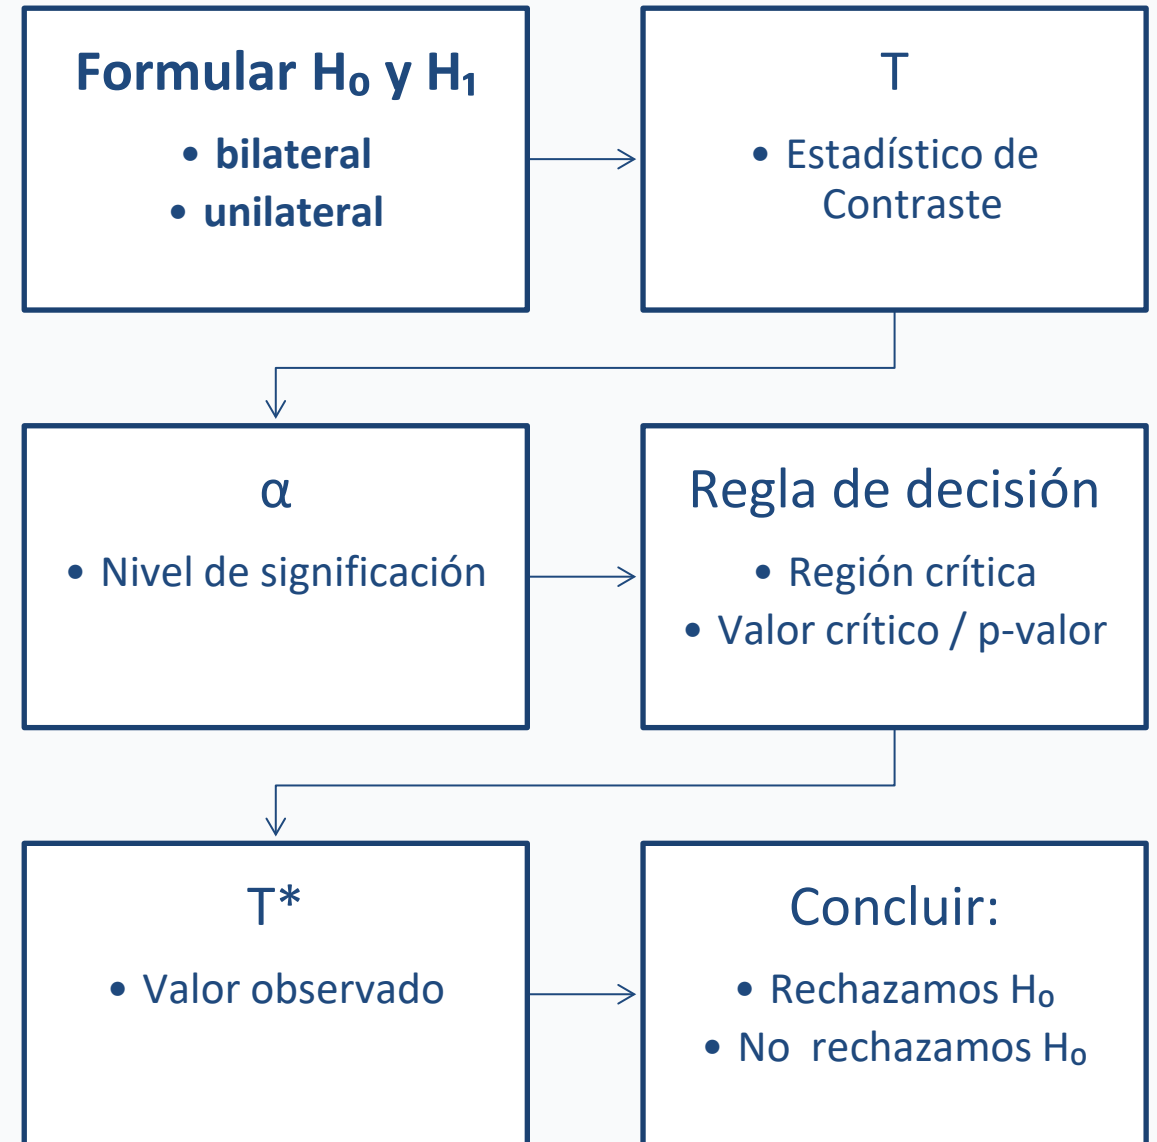 Formular H₀ y H₁
• bilateral
• unilateral
T
• Estadístico de
Contraste
α
• Nivel de significación
Regla de decisión
• Región crítica
• Valor crítico / p-valor
T*
• Valor observado
Concluir:
• Rechazamos H₀
• No  rechazamos H₀